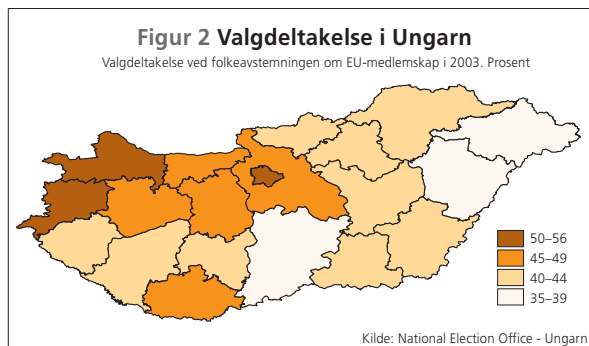 Figur 2 Valgdeltakelse i Ungarn
Valgdeltakelse ved folkeavstemningen om EU-medlemskap i 2003. Prosent
50–56
45–49
40–44
35–39
Kilde: National Election Office - Ungarn